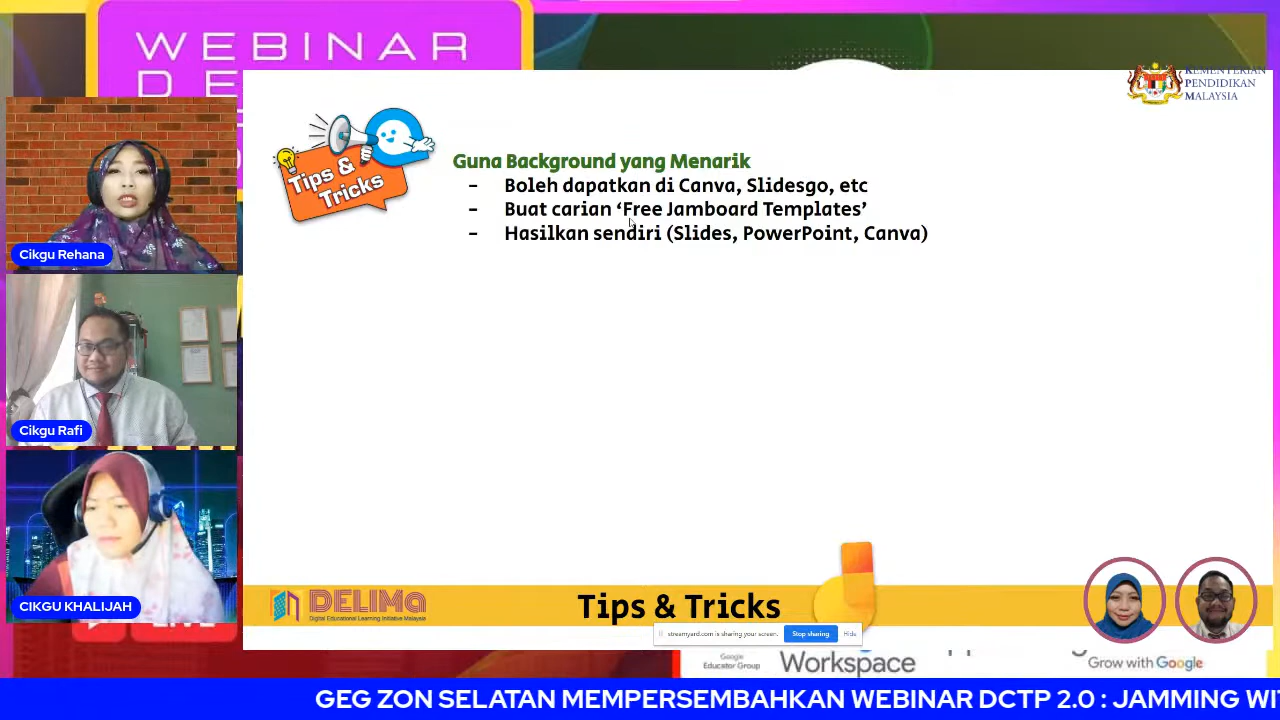 WEBINAR
DE
KEMENTERIAN
PENDIDIKAN
MALAYSIA
Tips &
Tricks
Guna Background yang Menarik
- Boleh dapatkan di Canva, Slidesgo, etc
- Buat carian ‘Free Jamboard Templates’
- Hasilkan sendiri (Slides, PowerPoint, Canva)
Cikgu Rehana
Cikgu Rafi
CIKGU KHALIJAH
LIVE
DELIMa
Digital Educational Learning Initiative Malaysia
Tips & Tricks
streamyard.com is sharing your screen.
Stop sharing
Hide
Google
Educator Group
Workspace
Grow with Google
GEG ZON SELATAN MEMPERSEMBAHKAN WEBINAR DCTP 2.0 : JAMMING WI